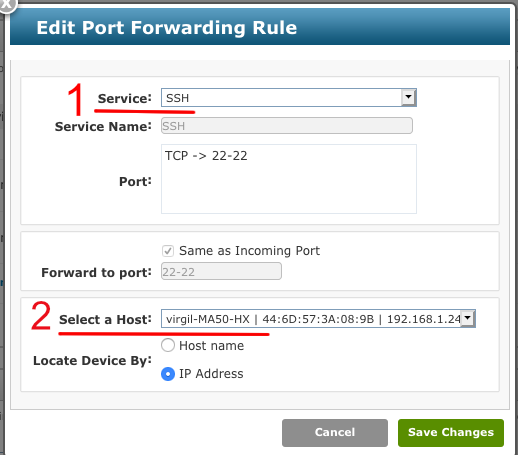 X
Edit Port Forwarding Rule
1 Service: SSH
Service Name: SSH
TCP -> 22-22
Port:
Same as Incoming Port
Forward to port: 22-22
2 Select a Host: virgil-MA50-HX | 44:6D:57:3A:08:9B | 192.168.1.24
Host name
Locate Device By:
IP Address
Cancel Save Changes